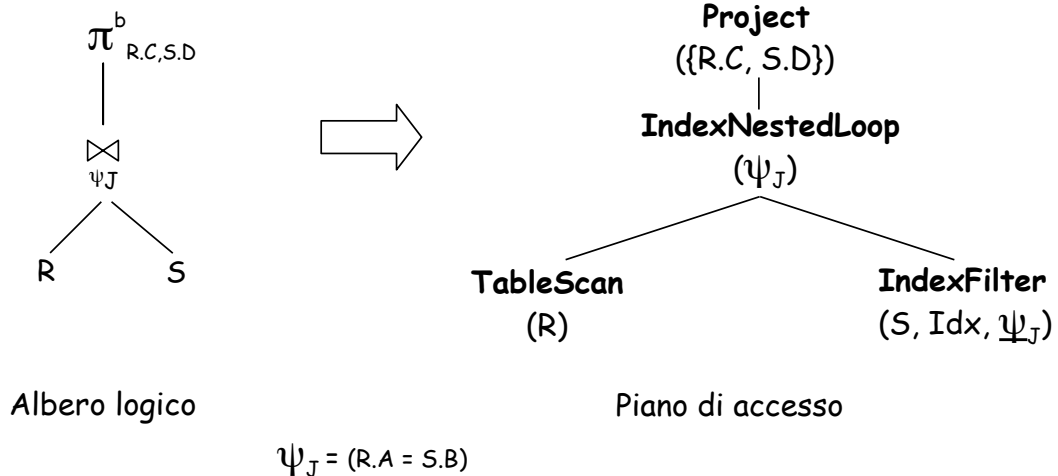 π^b R.C,S.D
⋈
ψJ
R S
Albero logico
Project
({R.C, S.D})
IndexNestedLoop
(ψJ)
TableScan
(R)
IndexFilter
(S, Idx, ψJ)
Piano di accesso
ψJ = (R.A = S.B)